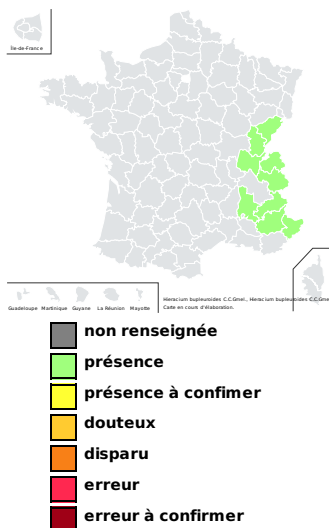 Île-de-France
Guadeloupe Martinique Guyane La Réunion Mayotte
Hieracium bupleuroides C.C.Gmel., Hieracium bupleuroides C.C.Gme
Carte en cours d'élaboration.
non renseignée
présence
présence à confimer
douteux
disparu
erreur
erreur à confirmer